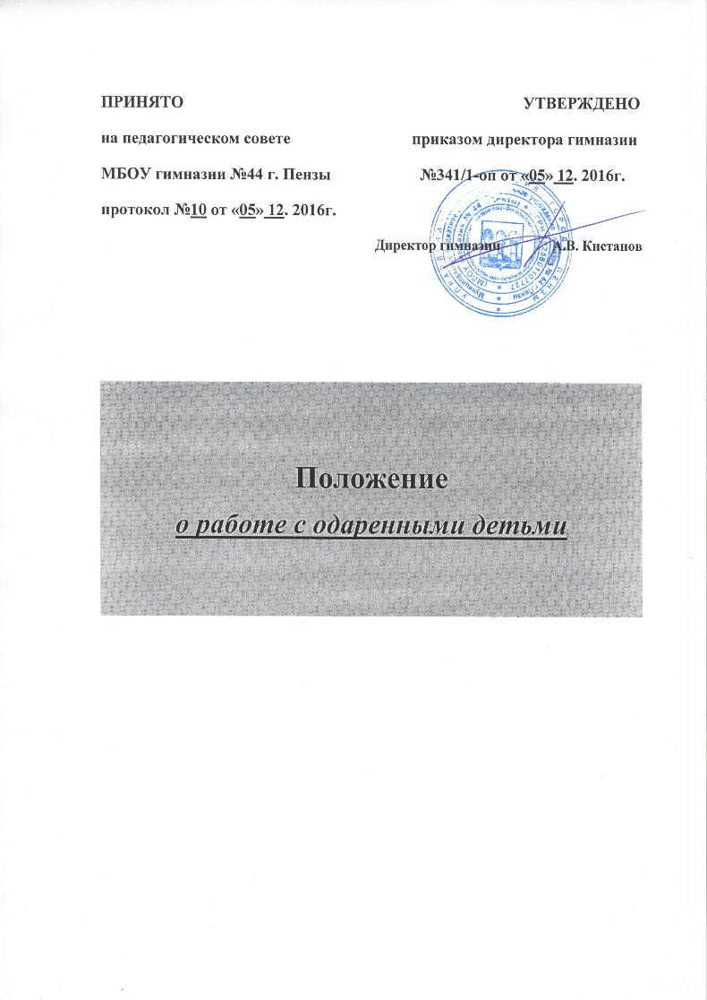 ПРИНЯТО
на педагогическом совете
МБОУ гимназии №44 г. Пензы
протокол №10 от «05» 12. 2016г.
УТВЕРЖДЕНО
приказом директора гимназии
№341/1-оп от «05» 12. 2016г.
Директор гимназии А.В. Кистанов
Положение
о работе с одаренными детьми